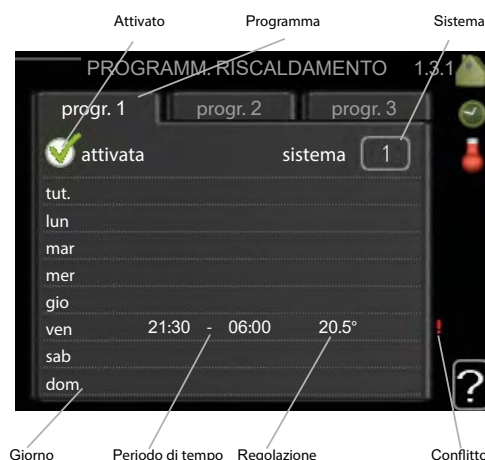 Attivato Programma Sistema
PROGRAMM. RISCALDAMENTO 1.3.1
progr. 1 progr. 2 progr. 3
attivata sistema 1
tut.
lun
mar
mer
gio
ven 21:30 - 06:00 20.5° !
sab
dom ?
Giorno Periodo di tempo Regolazione Conflitto